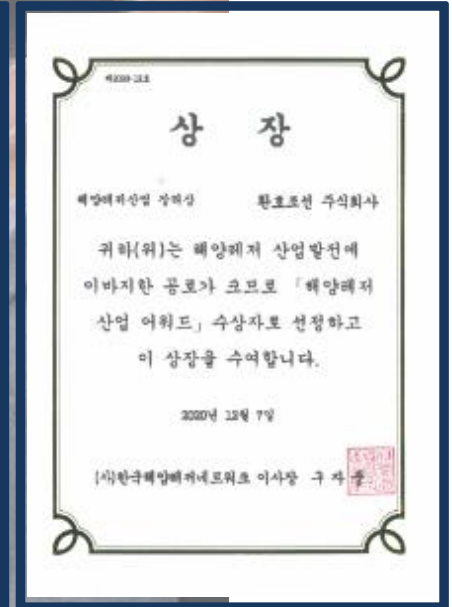 상 장
해양레저산업 장려상 환호조선 주식회사
귀하(위)는 해양레저 산업발전에
이바지한 공로가 크므로 「해양레저
산업 어워드」 수상자로 선정하고
이 상장을 수여합니다.
2020년 12월 7일
(사)한국해양레저네트워크 이사장 구 자